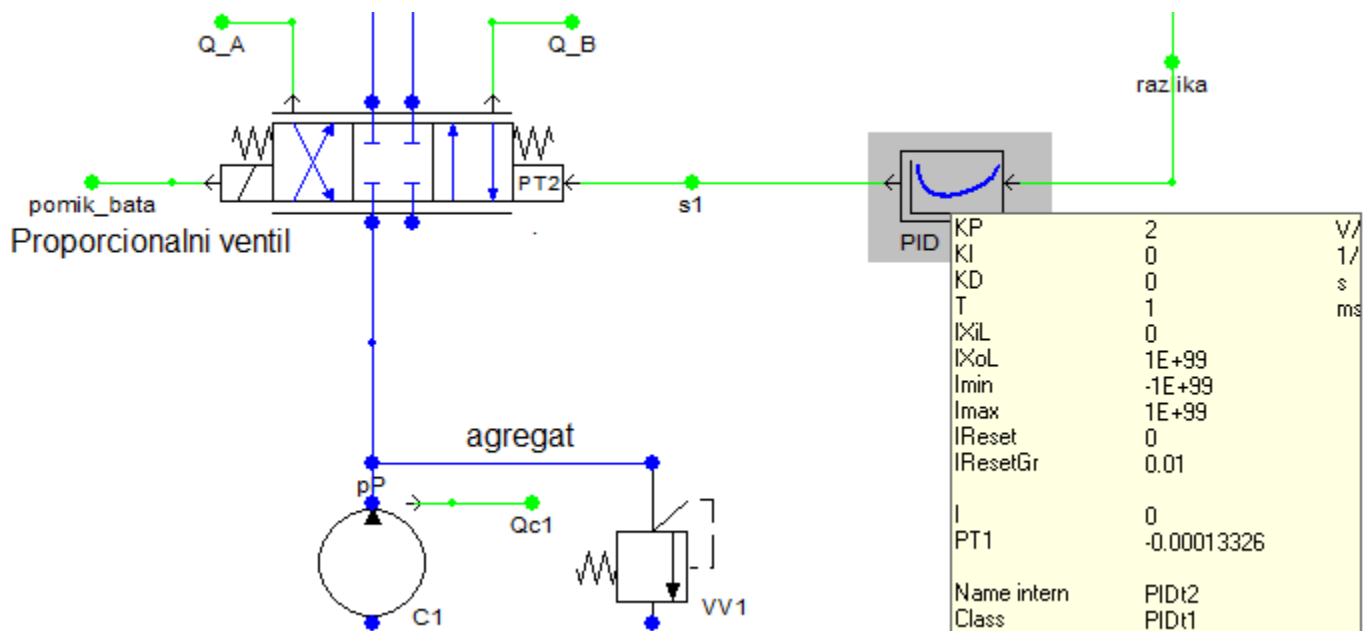 Q_A
Q_B
razlika
PT2
pomik_bata
s1
Proporcionalni ventil
PID
KP 2 V/
KI 0 1/
KD 0 s
T 1 ms
IXiL 0
IXoL 1E+99
Imin -1E+99
Imax 1E+99
IReset 0
IResetGr 0.01
I 0
PT1 -0.00013326
Name intern PIDt2
Class PIDt1
agregat
pP
Qc1
C1
VV1